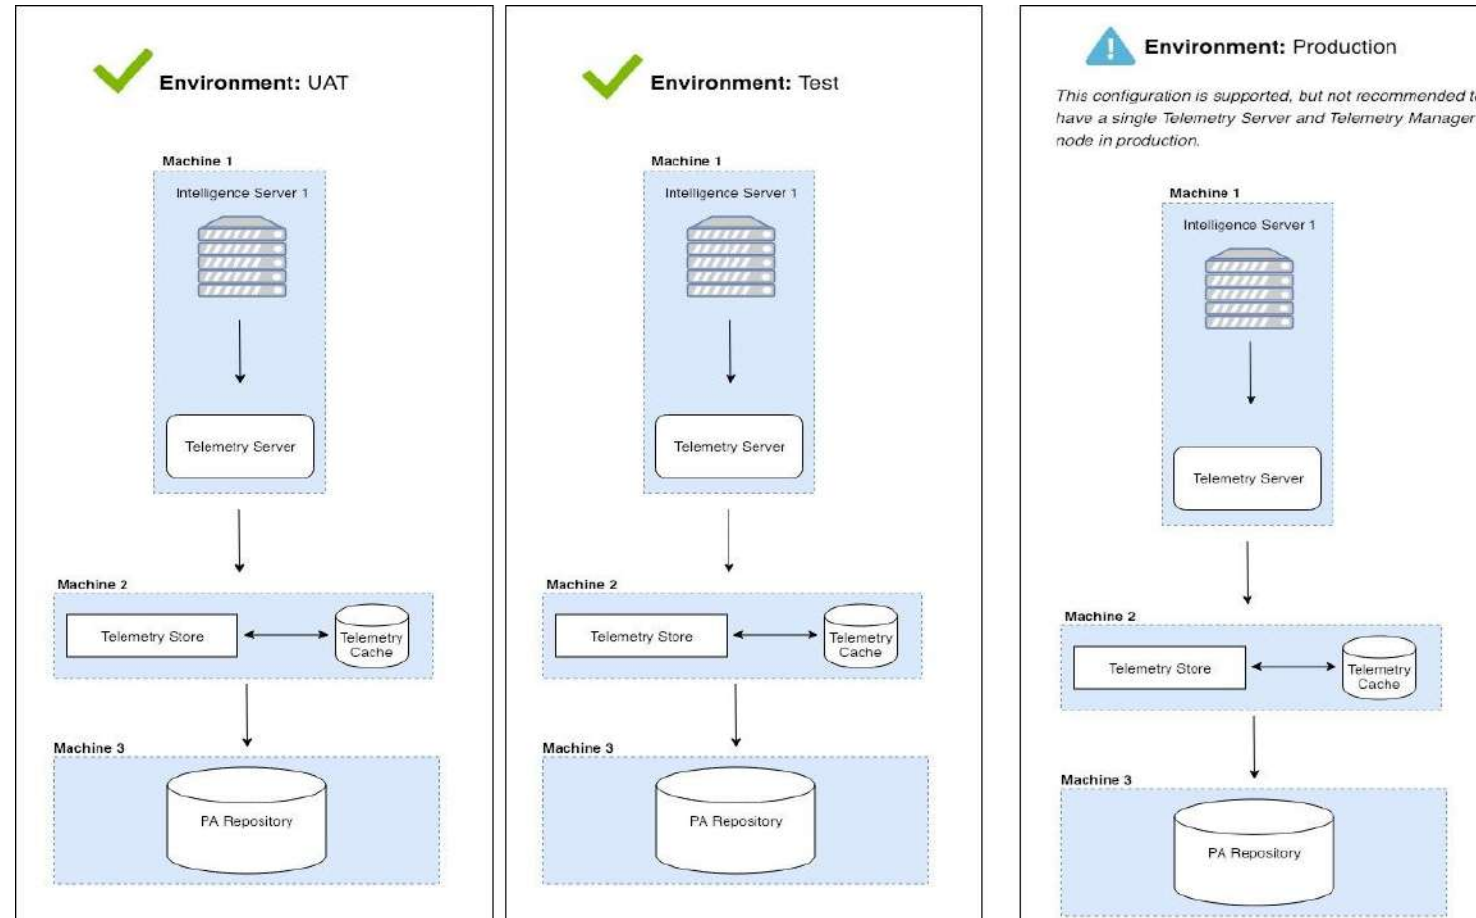 Environment: UAT
Machine 1
Intelligence Server 1
Telemetry Server
Machine 2
Telemetry Store
Telemetry
Cache
Machine 3
PA Repository
Environment: Test
Machine 1
Intelligence Server 1
Telemetry Server
Machine 2
Telemetry Store
Telemetry
Cache
Machine 3
PA Repository
Environment: Production
This configuration is supported, but not recommended t
have a single Telemetry Server and Telemetry Manager
node in production.
Machine 1
Intelligence Server 1
Telemetry Server
Machine 2
Telemetry Store
Telemetry
Cache
Machine 3
PA Repository